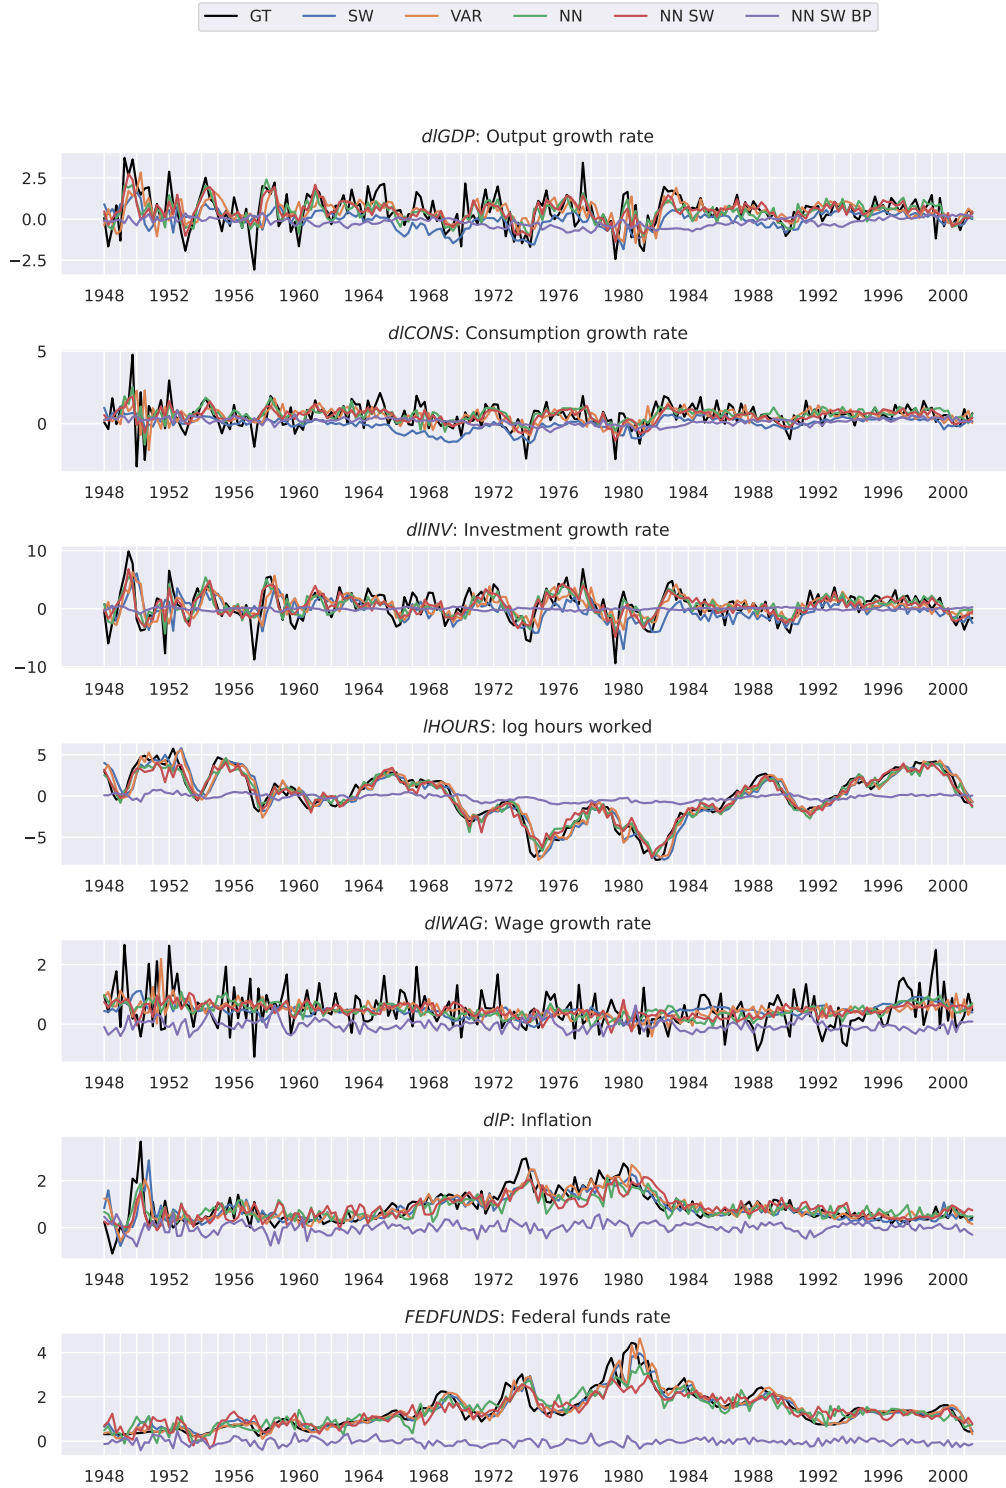 GT SW VAR NN NN SW NN SW BP
dlGDP: Output growth rate
2.5
0.0
−2.5
1948 1952 1956 1960 1964 1968 1972 1976 1980 1984 1988 1992 1996 2000
dlCONS: Consumption growth rate
5
0
1948 1952 1956 1960 1964 1968 1972 1976 1980 1984 1988 1992 1996 2000
dlINV: Investment growth rate
10
0
−10
1948 1952 1956 1960 1964 1968 1972 1976 1980 1984 1988 1992 1996 2000
lHOURS: log hours worked
5
0
−5
1948 1952 1956 1960 1964 1968 1972 1976 1980 1984 1988 1992 1996 2000
dlWAG: Wage growth rate
2
0
1948 1952 1956 1960 1964 1968 1972 1976 1980 1984 1988 1992 1996 2000
dlP: Inflation
2
0
1948 1952 1956 1960 1964 1968 1972 1976 1980 1984 1988 1992 1996 2000
FEDFUNDS: Federal funds rate
4
2
0
1948 1952 1956 1960 1964 1968 1972 1976 1980 1984 1988 1992 1996 2000